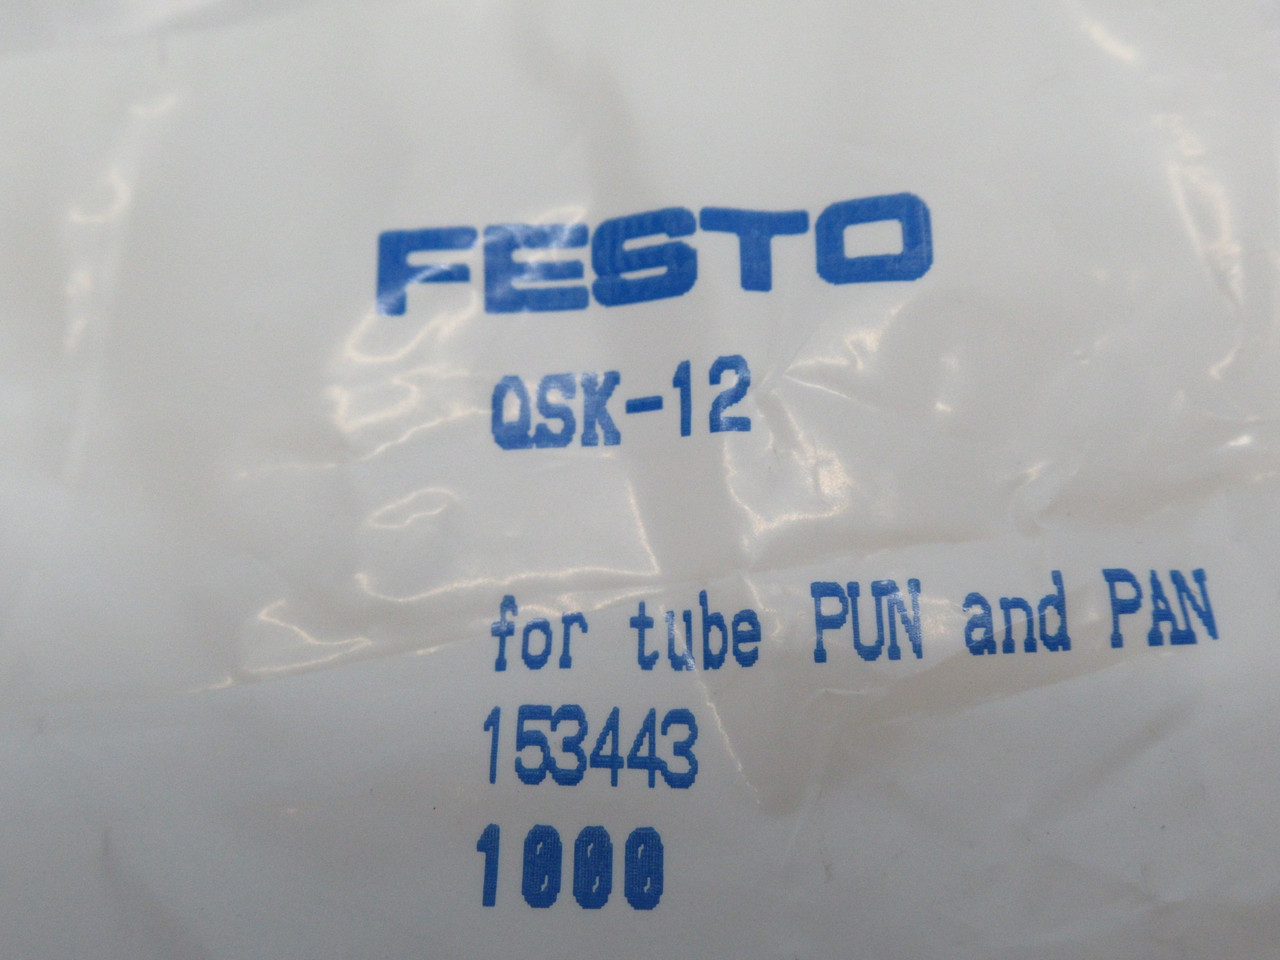 FESTO
QSK-12
for tube PUN and PAN
153443
1000